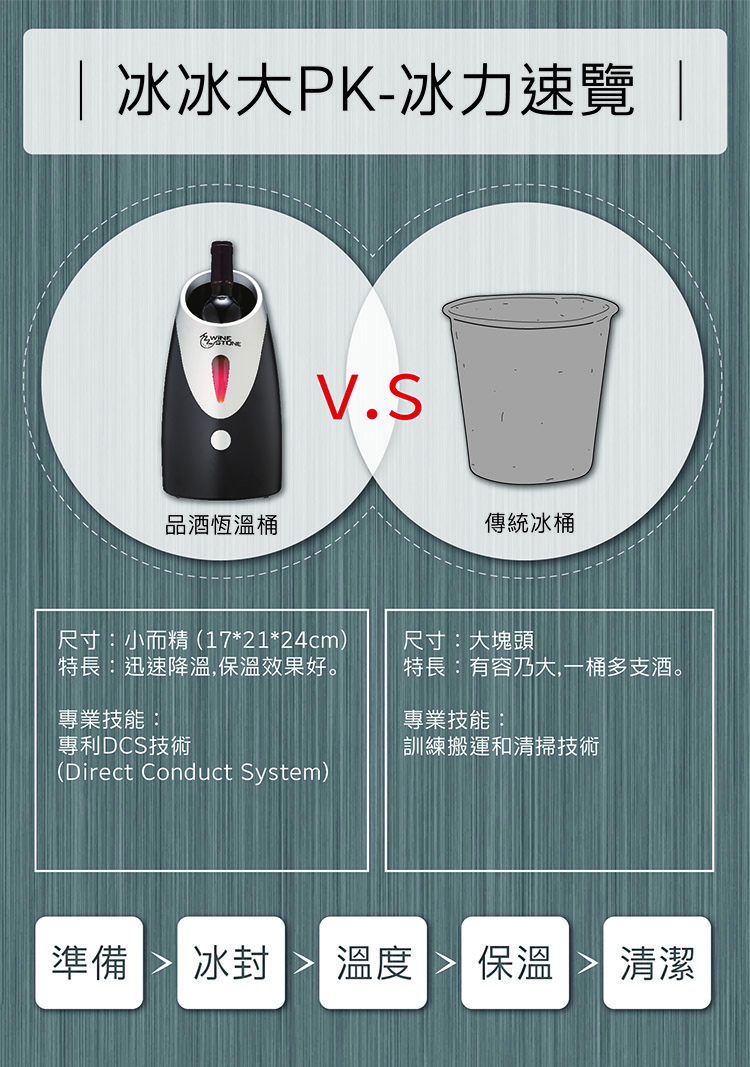 冰冰大PK-冰力速覽
WINE
STONE
V.S
品酒恆溫桶
傳統冰桶
尺寸：小而精 (17*21*24cm)
特長：迅速降溫,保溫效果好。
專業技能：
專利DCS技術
(Direct Conduct System)
尺寸：大塊頭
特長：有容乃大,一桶多支酒。
專業技能：
訓練搬運和清掃技術
準備 > 冰封 > 溫度 > 保溫 > 清潔